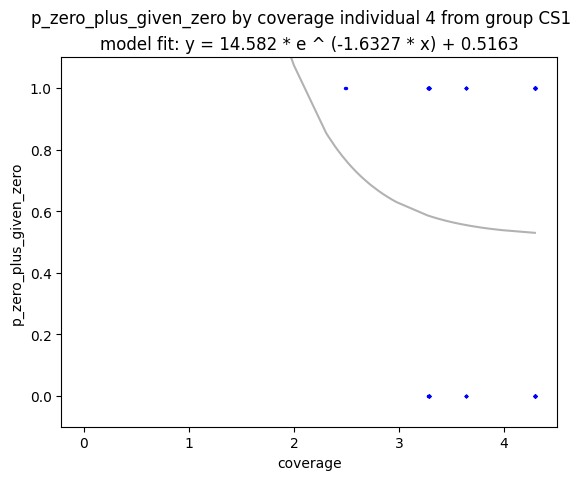 p_zero_plus_given_zero by coverage individual 4 from group CS1
model fit: y = 14.582 * e ^ (-1.6327 * x) + 0.5163
1.0
0.8
0.6
0.4
0.2
0.0
p_zero_plus_given_zero
0 1 2 3 4
coverage